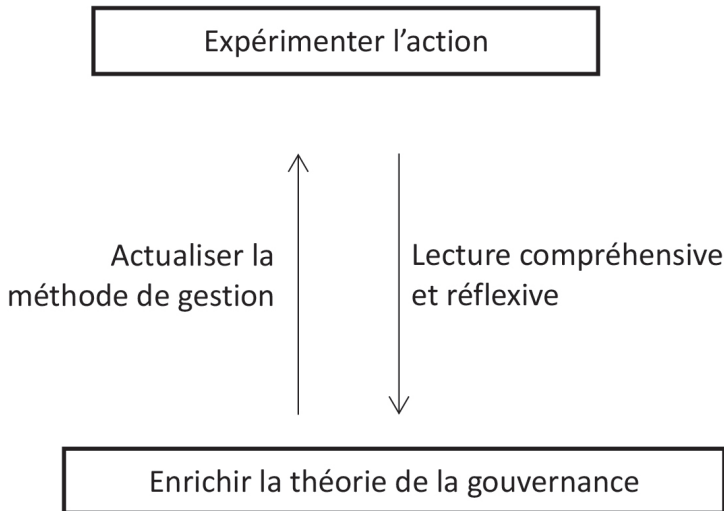 Expérimenter l’action
Actualiser la
méthode de gestion
Lecture compréhensive
et réflexive
Enrichir la théorie de la gouvernance